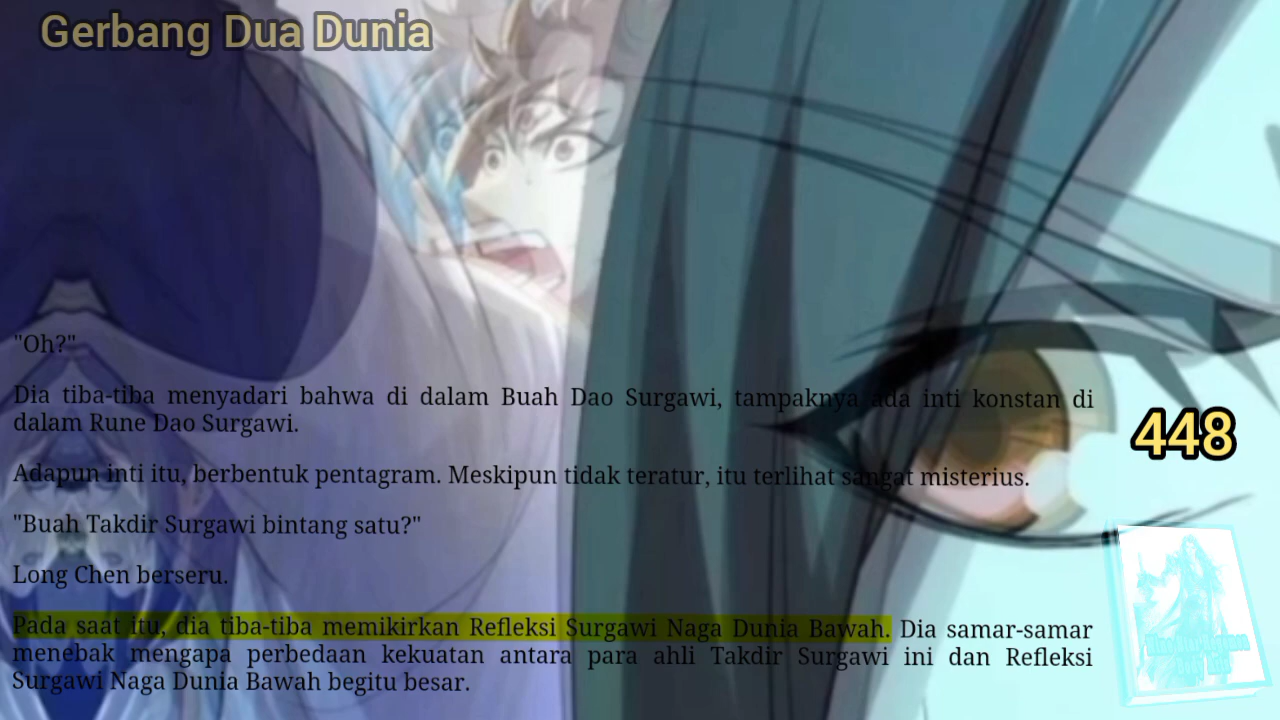 Gerbang Dua Dunia
"Oh?"
Dia tiba-tiba menyadari bahwa di dalam Buah Dao Surgawi, tampaknya ada inti konstan di
dalam Rune Dao Surgawi.
Adapun inti itu, berbentuk pentagram. Meskipun tidak teratur, itu terlihat sangat misterius.
448
"Buah Takdir Surgawi bintang satu?"
Long Chen berseru.
Pada saat itu, dia tiba-tiba memikirkan Refleksi Surgawi Naga Dunia Bawah. Dia samar-samar
menebak mengapa perbedaan kekuatan antara para ahli Takdir Surgawi ini dan Refleksi
Surgawi Naga Dunia Bawah begitu besar.